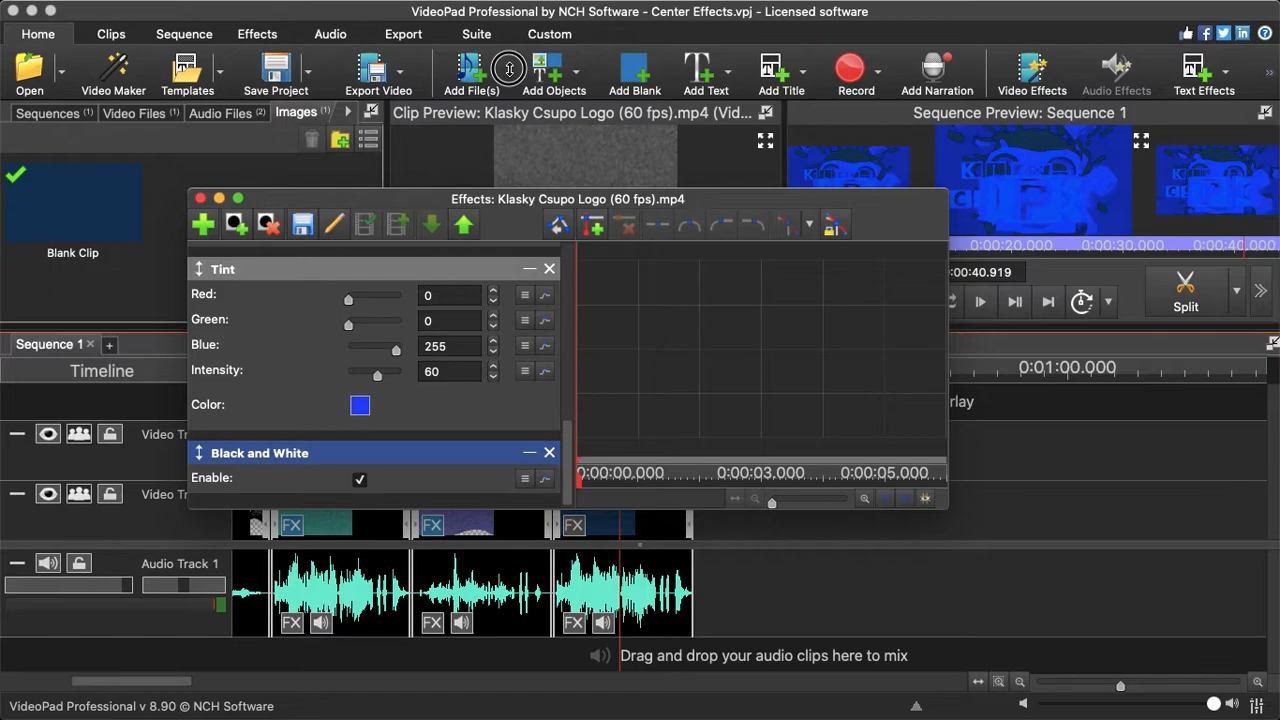 VideoPad Professional by NCH Software - Center Effects.vpj - Licensed software
Home Clips Sequence Effects Audio Export Suite Custom
Open Video Maker Templates Save Project Export Video Add File(s) Add Objects Add Blank Add Text Add Title Record Add Narration Video Effects Audio Effects Text Effects
Sequences (1) Video Files (1) Audio Files (2) Images (1)
Clip Preview: Klasky Csupo Logo (60 fps).mp4 (Vid...
Sequence Preview: Sequence 1
Blank Clip
0:00:20.000 0:00:30.000 0:00:40.000
0:00:40.919
Split
Effects: Klasky Csupo Logo (60 fps).mp4
Tint
Red: 0
Green: 0
Blue: 255
Intensity: 60
Color:
Black and White
Enable:
0:00:00.000 0:00:03.000 0:00:05.000
Sequence 1
Timeline
0:01:00.000
Video Tr
Video Tr
FX FX FX
Audio Track 1
FX FX FX
Drag and drop your audio clips here to mix
VideoPad Professional v 8.90 © NCH Software